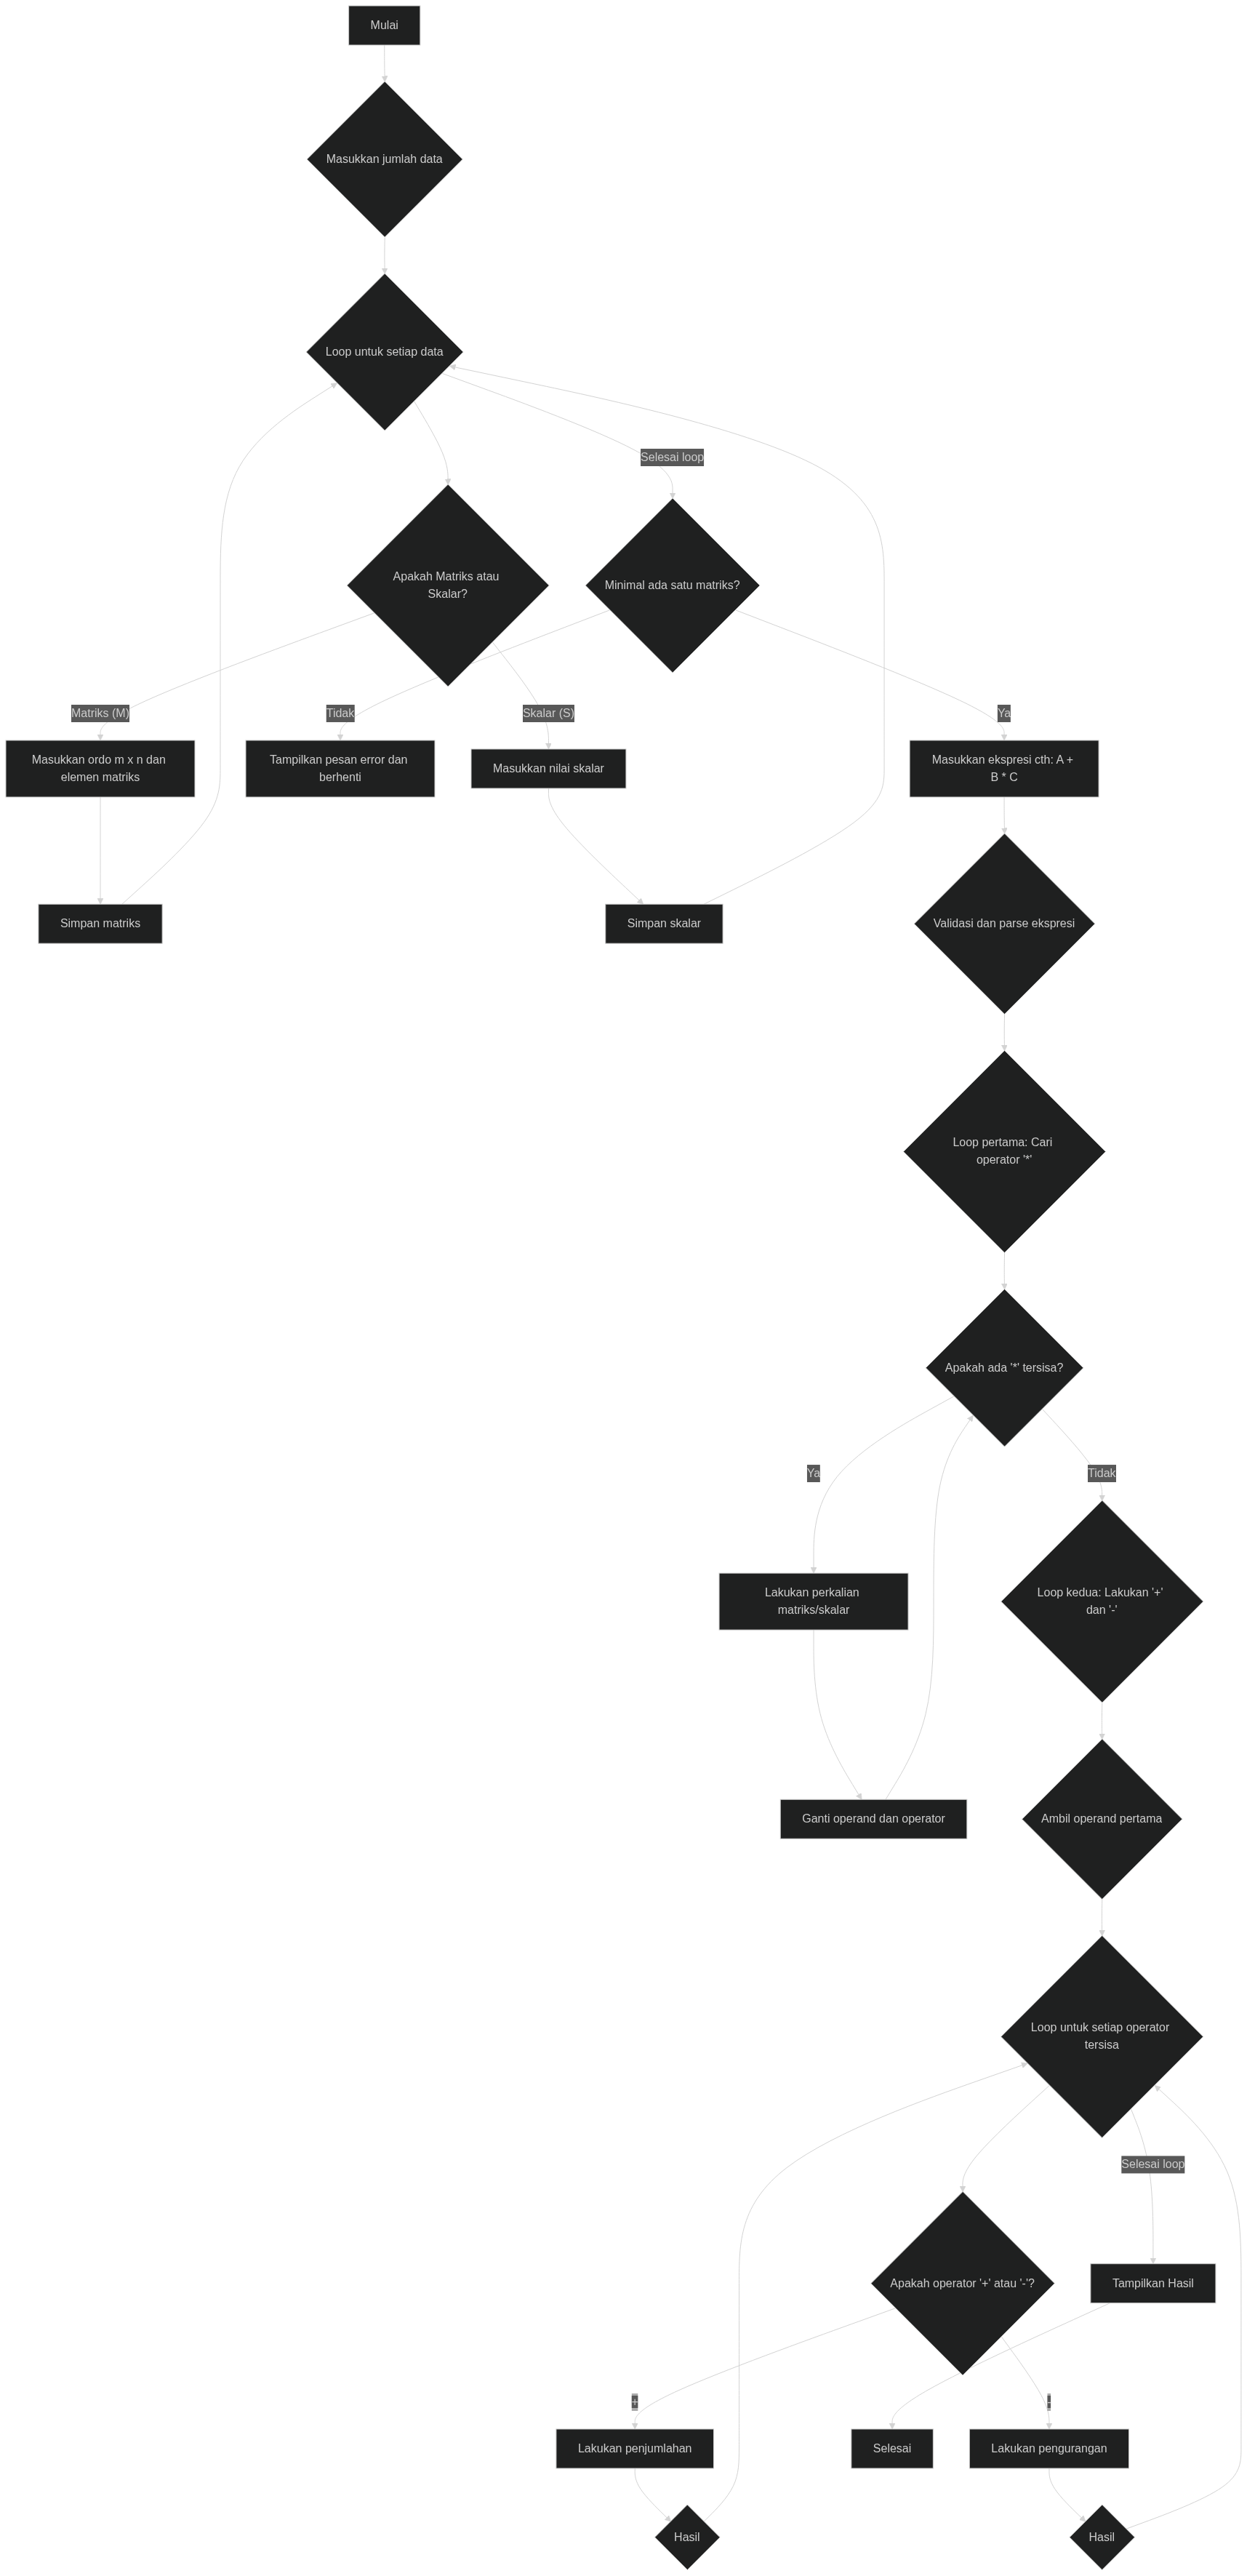 Mulai
Masukkan jumlah data
Loop untuk setiap data
Selesai loop
Apakah Matriks atau
Skalar?
Minimal ada satu matriks?
Matriks (M)
Tidak
Skalar (S)
Ya
Masukkan ordo m x n dan
elemen matriks
Tampilkan pesan error dan
berhenti
Masukkan nilai skalar
Masukkan ekspresi cth: A +
B * C
Simpan matriks
Simpan skalar
Validasi dan parse ekspresi
Loop pertama: Cari
operator '*'
Apakah ada '*' tersisa?
Ya
Tidak
Lakukan perkalian
matriks/skalar
Loop kedua: Lakukan '+'
dan '-'
Ganti operand dan operator
Ambil operand pertama
Loop untuk setiap operator
tersisa
Selesai loop
Apakah operator '+' atau '-'?
Tampilkan Hasil
+
-
Lakukan penjumlahan
Selesai
Lakukan pengurangan
Hasil
Hasil